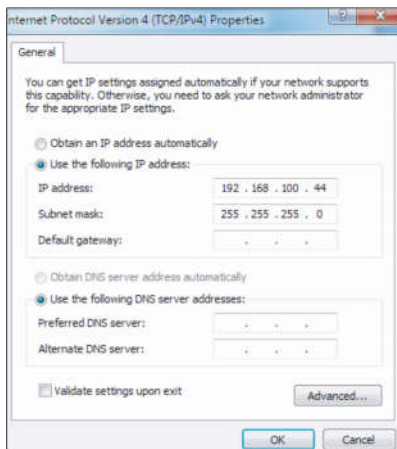 nternet Protocol Version 4 (TCP/IPv4) Properties
General
You can get IP settings assigned automatically if your network supports
this capability. Otherwise, you need to ask your network administrator
for the appropriate IP settings.
Obtain an IP address automatically
Use the following IP address:
IP address: 192 . 168 . 100 . 44
Subnet mask: 255 . 255 . 255 . 0
Default gateway: . . .
Obtain DNS server address automatically
Use the following DNS server addresses:
Preferred DNS server: . . .
Alternate DNS server: . . .
Validate settings upon exit
Advanced...
OK Cancel